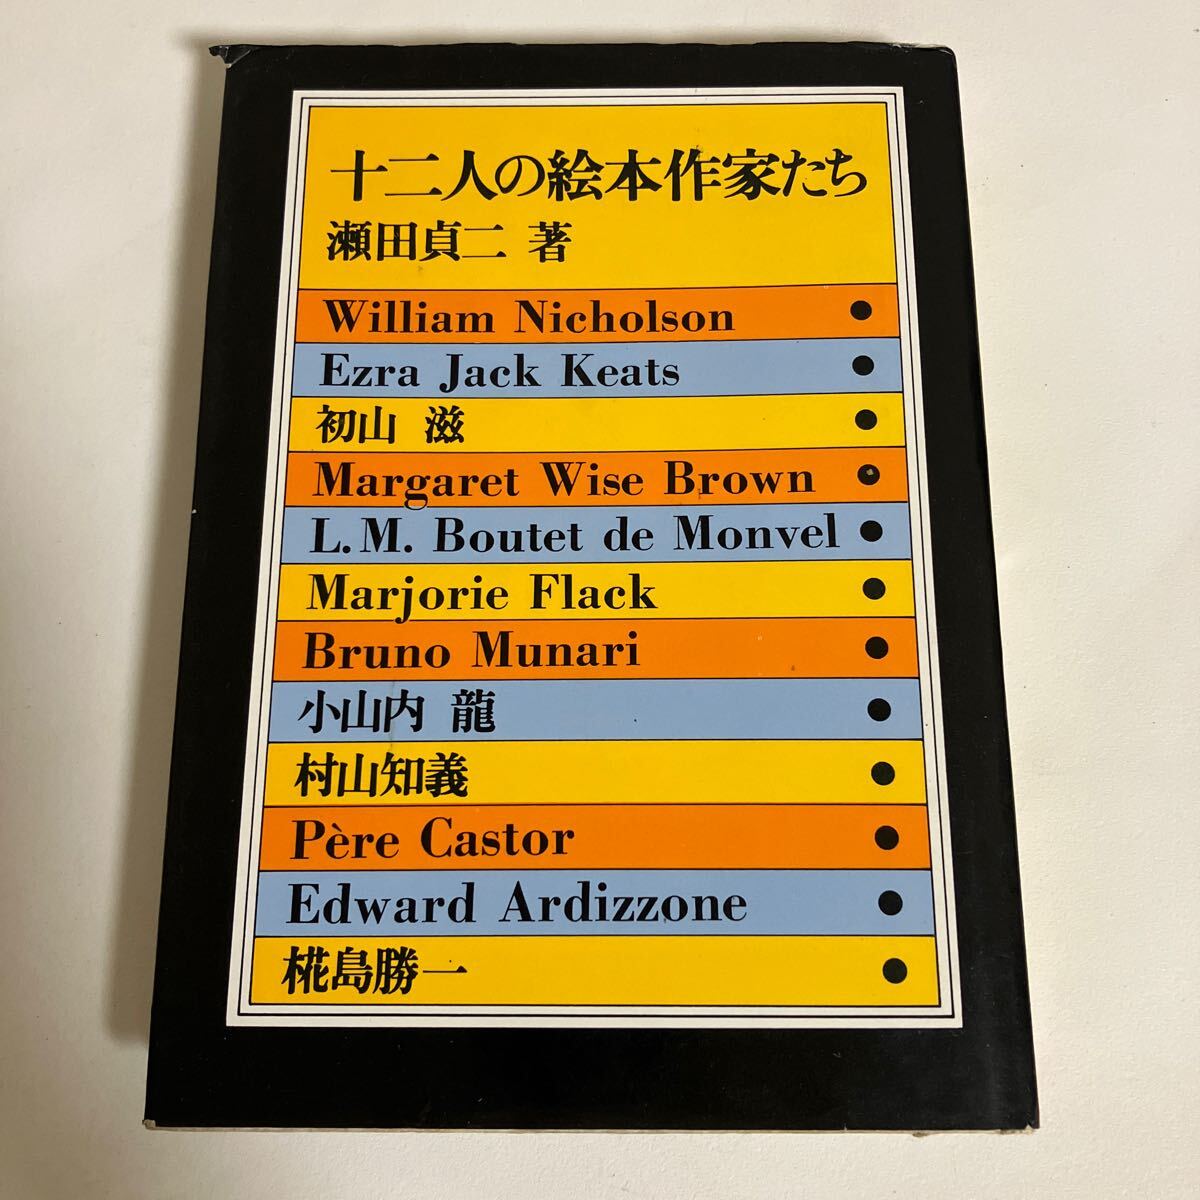 十二人の絵本作家たち
瀬田貞二 著
William Nicholson
Ezra Jack Keats
初山 滋
Margaret Wise Brown
L.M. Boutet de Monvel
Marjorie Flack
Bruno Munari
小山内 龍
村山知義
Père Castor
Edward Ardizzone
椛島勝一